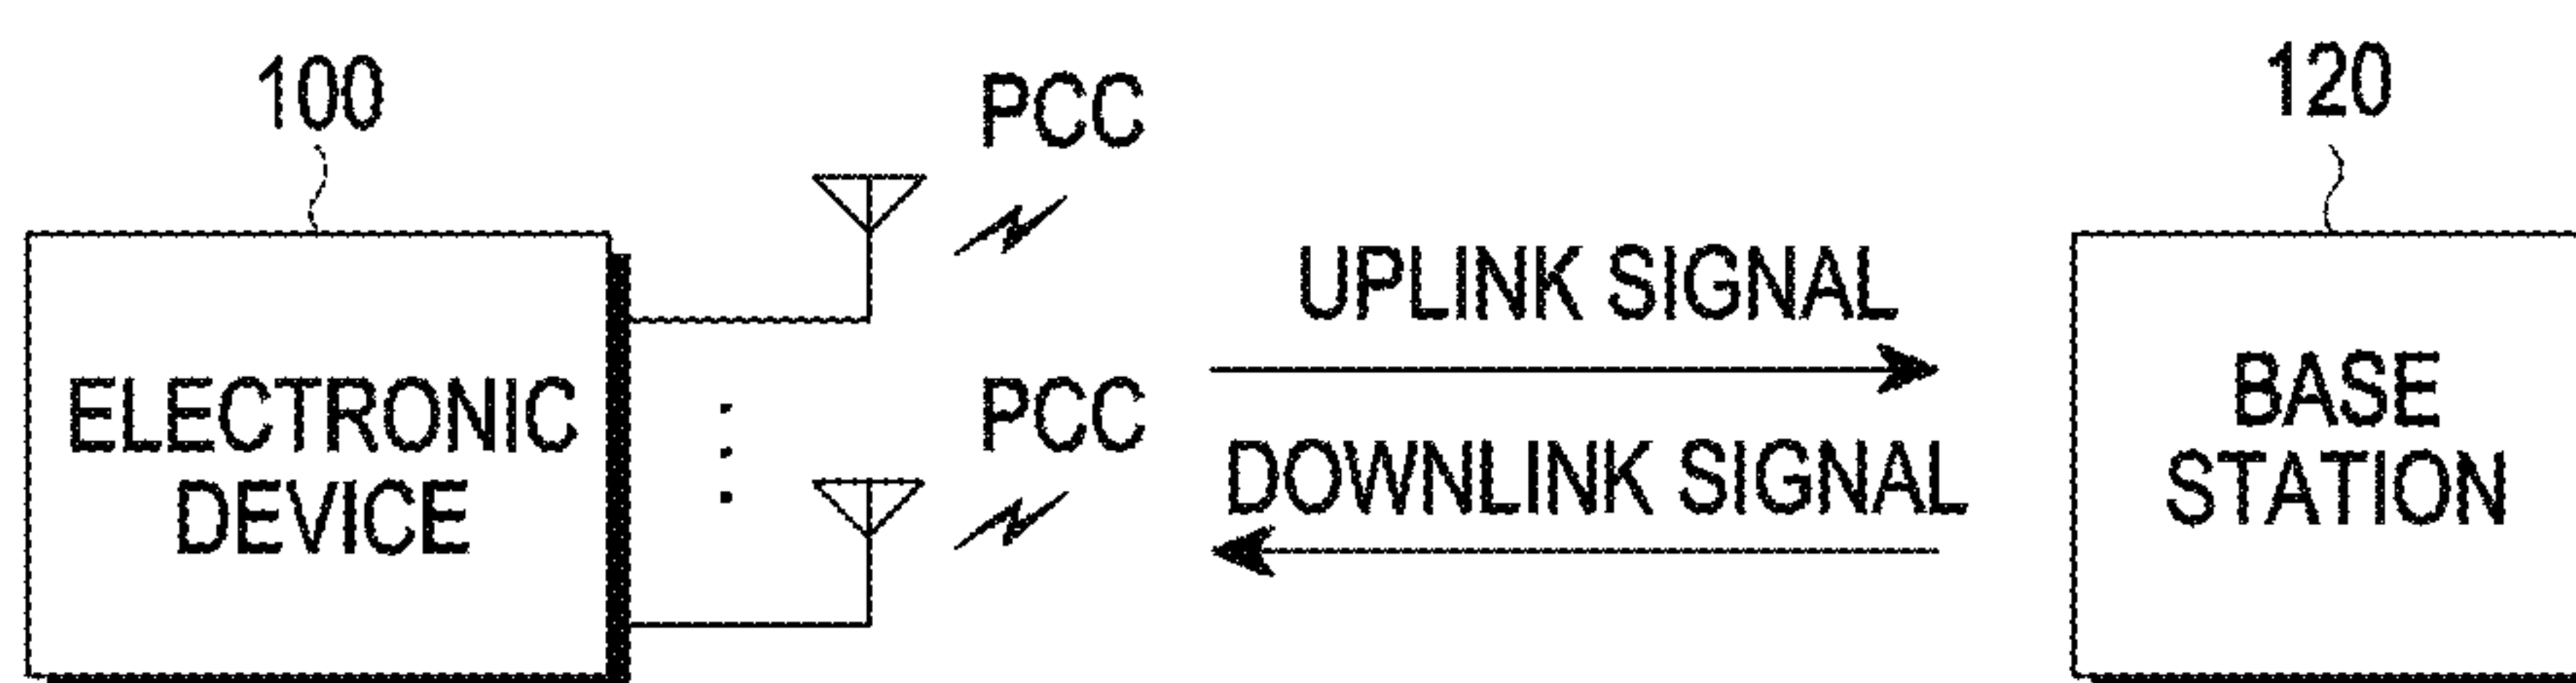 100
PCC
120
UPLINK SIGNAL
ELECTRONIC
DEVICE
PCC
DOWNLINK SIGNAL
BASE
STATION